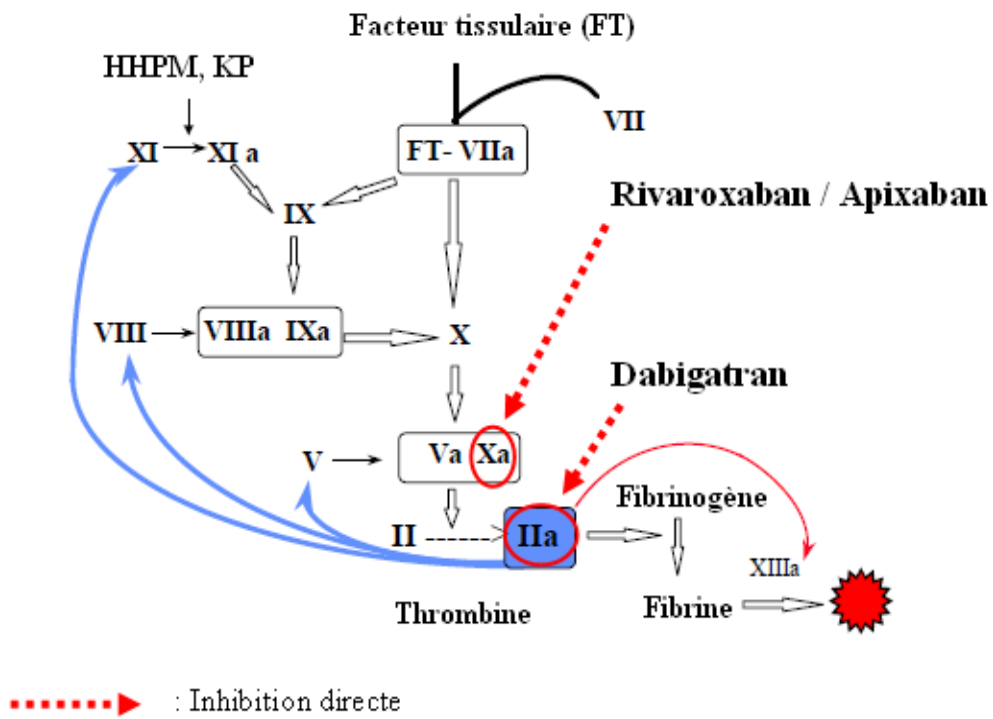 Facteur tissulaire (FT)
HHPM, KP
VII
XI
XI a
FT- VIIa
Rivaroxaban / Apixaban
IX
VIII
VIIIa IXa
X
Dabigatran
V
Va Xa
Fibrinogène
II
IIa
XIIIa
Thrombine
Fibrine
: Inhibition directe